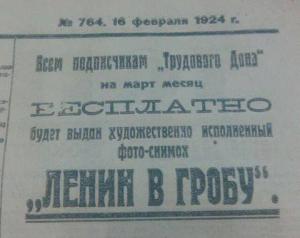 № 764. 16 февраля 1924 г.
Всем подписчикам „Трудового Дона"
на март месяц
БЕСПЛАТНО
будет выдан художественно исполненный
фото-снимок
„ЛЕНИН В ГРОБУ".